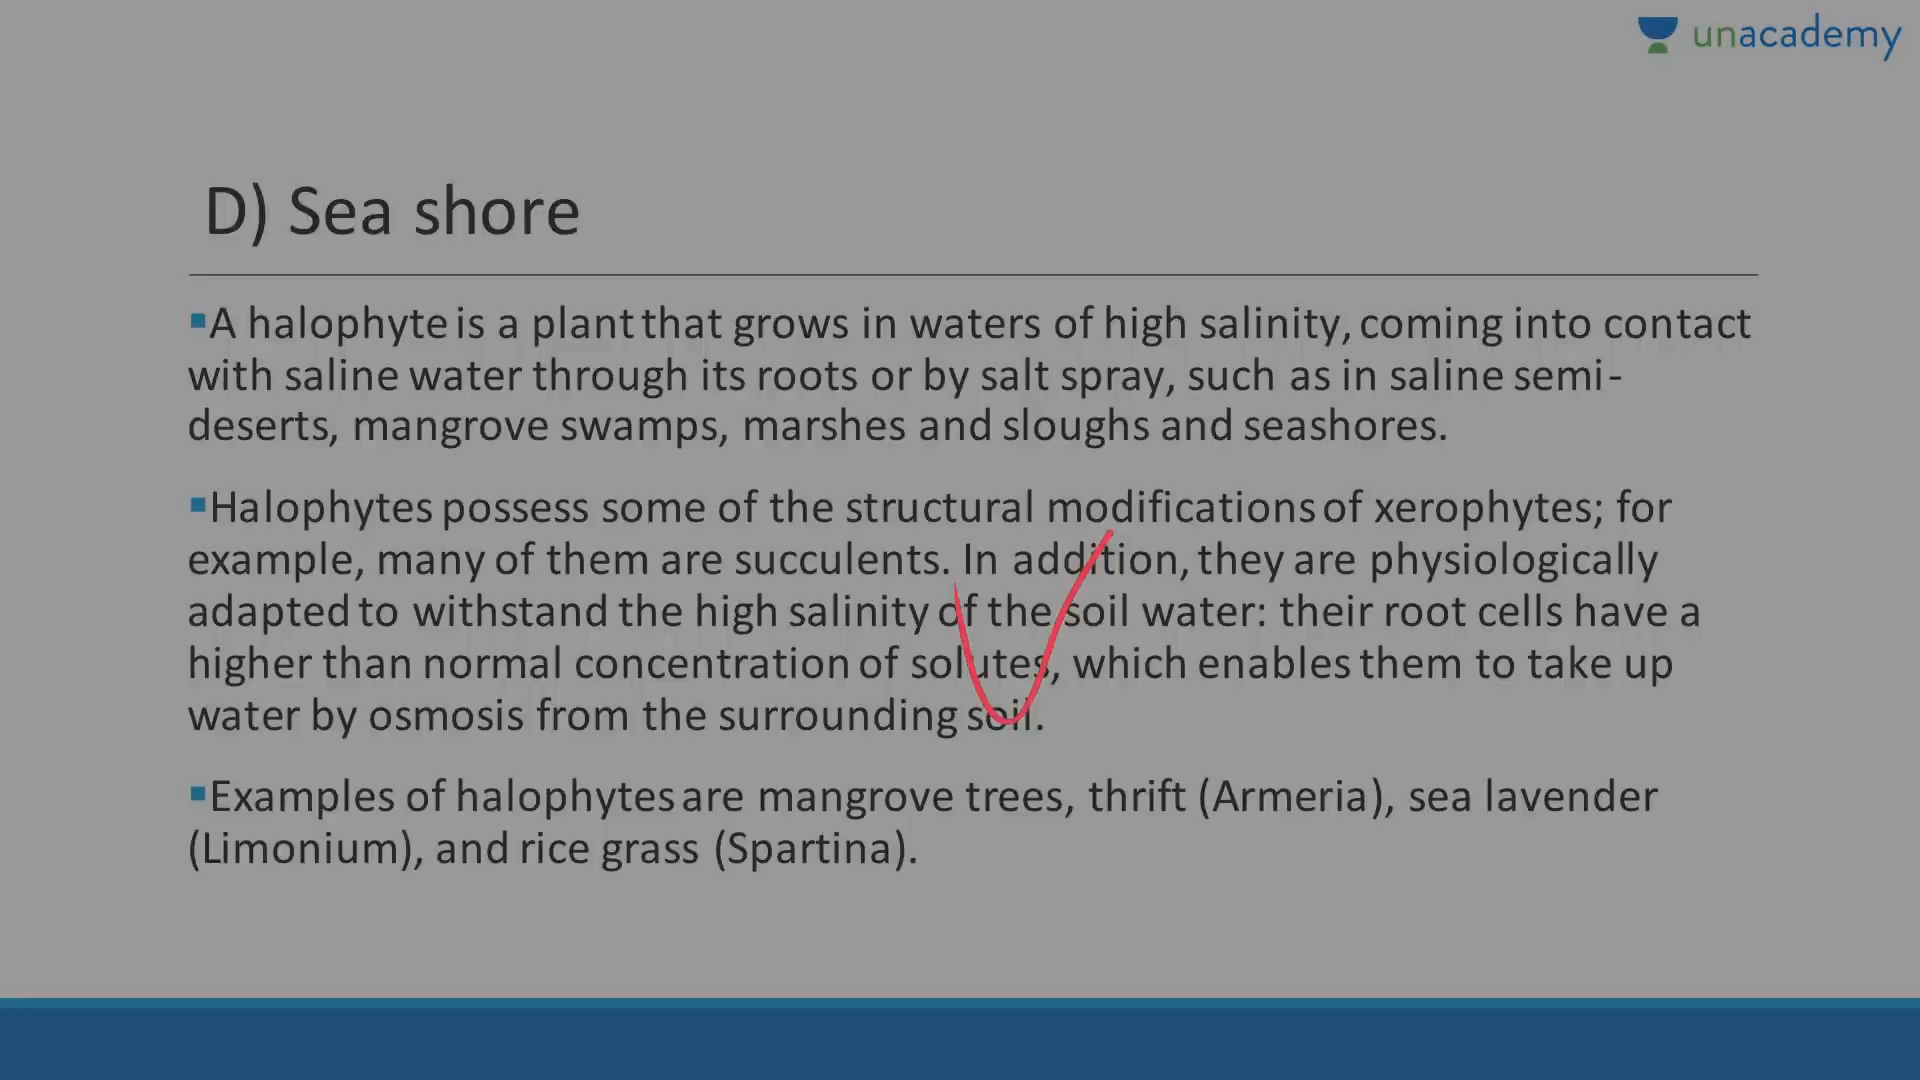 unacademy
D) Sea shore
▪A halophyte is a plant that grows in waters of high salinity, coming into contact
with saline water through its roots or by salt spray, such as in saline semi-
deserts, mangrove swamps, marshes and sloughs and seashores.
▪Halophytes possess some of the structural modifications of xerophytes; for
example, many of them are succulents. In addition, they are physiologically
adapted to withstand the high salinity of the soil water: their root cells have a
higher than normal concentration of solutes, which enables them to take up
water by osmosis from the surrounding soil.
▪Examples of halophytes are mangrove trees, thrift (Armeria), sea lavender
(Limonium), and rice grass (Spartina).